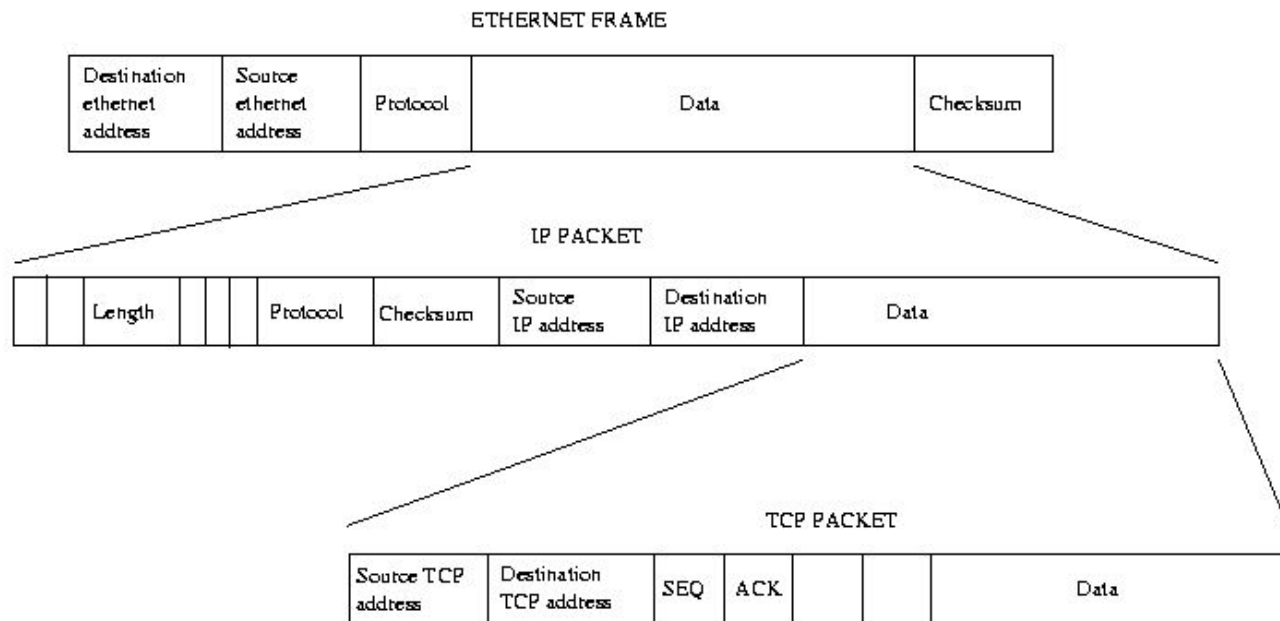 ETHERNET FRAME
Destination
ethernet
address
Source
ethernet
address
Protocol
Data
Checksum
IP PACKET
Length
Protocol
Checksum
Source
IP address
Destination
IP address
Data
TCP PACKET
Source TCP
address
Destination
TCP address
SEQ
ACK
Data